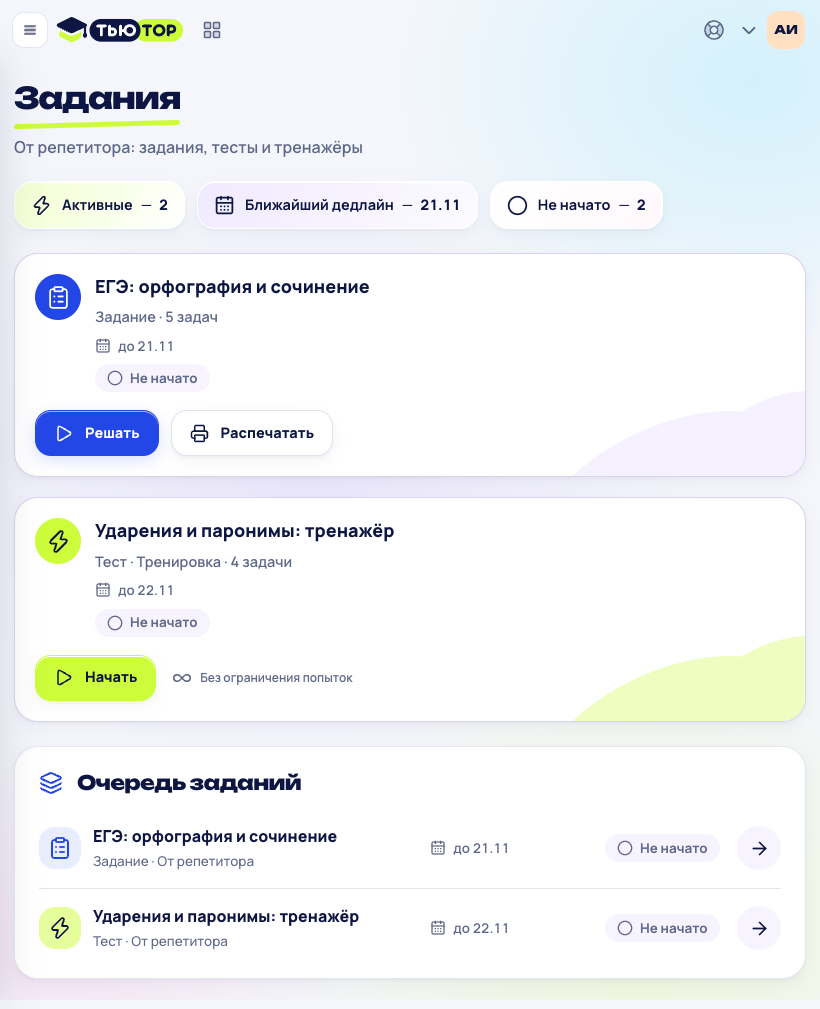 ТЬЮТОР
АИ
Задания
От репетитора: задания, тесты и тренажёры
Активные — 2
Ближайший дедлайн — 21.11
Не начато — 2
ЕГЭ: орфография и сочинение
Задание · 5 задач
до 21.11
Не начато
Решать
Распечатать
Ударения и паронимы: тренажёр
Тест · Тренировка · 4 задачи
до 22.11
Не начато
Начать
Без ограничения попыток
Очередь заданий
ЕГЭ: орфография и сочинение
Задание · От репетитора
до 21.11
Не начато
Ударения и паронимы: тренажёр
Тест · От репетитора
до 22.11
Не начато